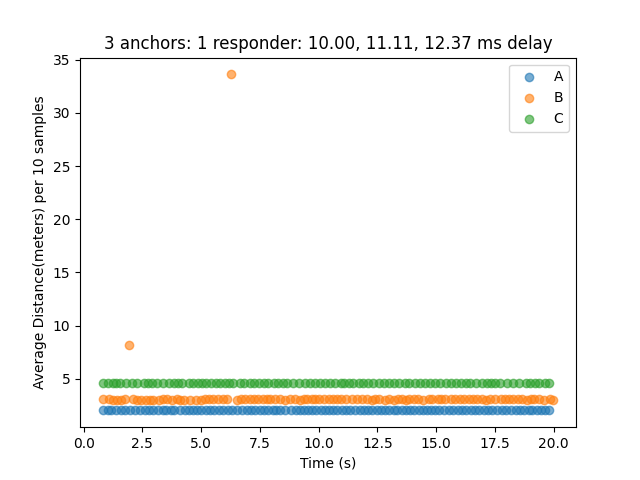 3 anchors: 1 responder: 10.00, 11.11, 12.37 ms delay
A
B
C
Average Distance(meters) per 10 samples
35
30
25
20
15
10
5
0.0 2.5 5.0 7.5 10.0 12.5 15.0 17.5 20.0
Time (s)